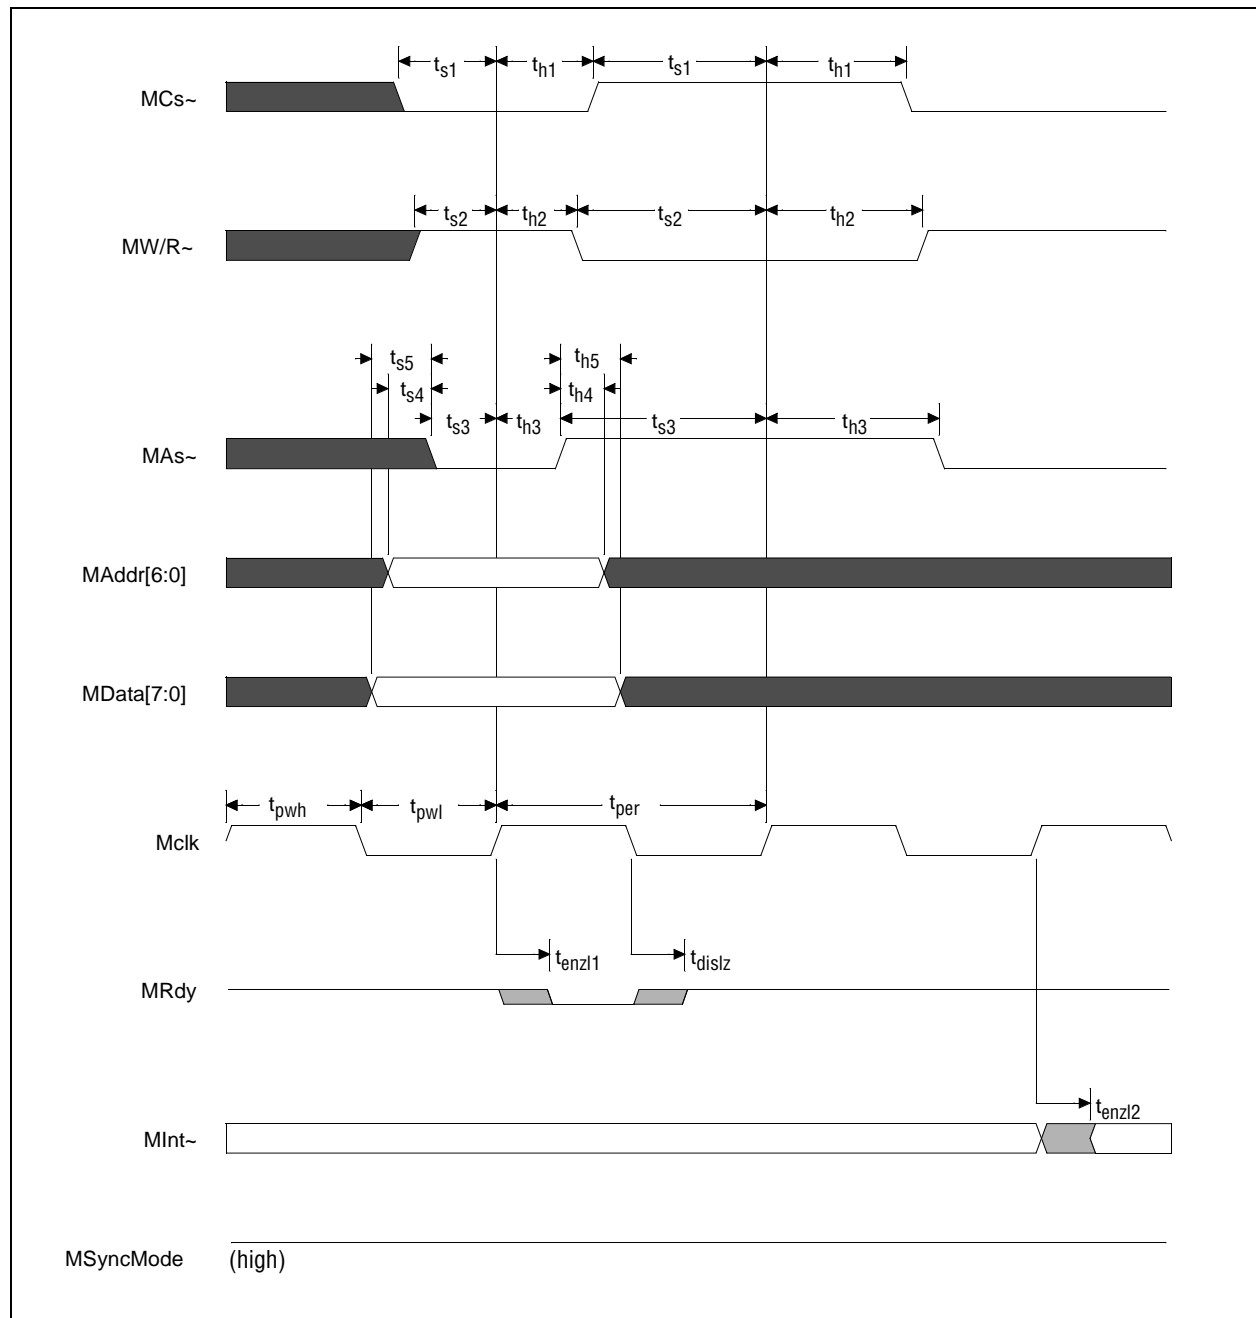 ts1 th1 ts1 th1
MCs~
ts2 th2 ts2 th2
MW/R~
ts5 th5
ts4 th4
ts3 th3 ts3 th3
MAs~
MAddr[6:0]
MData[7:0]
tpwh tpwl tper
Mclk
tenzl1 tdislz
MRdy
tenzl2
MInt~
MSyncMode (high)